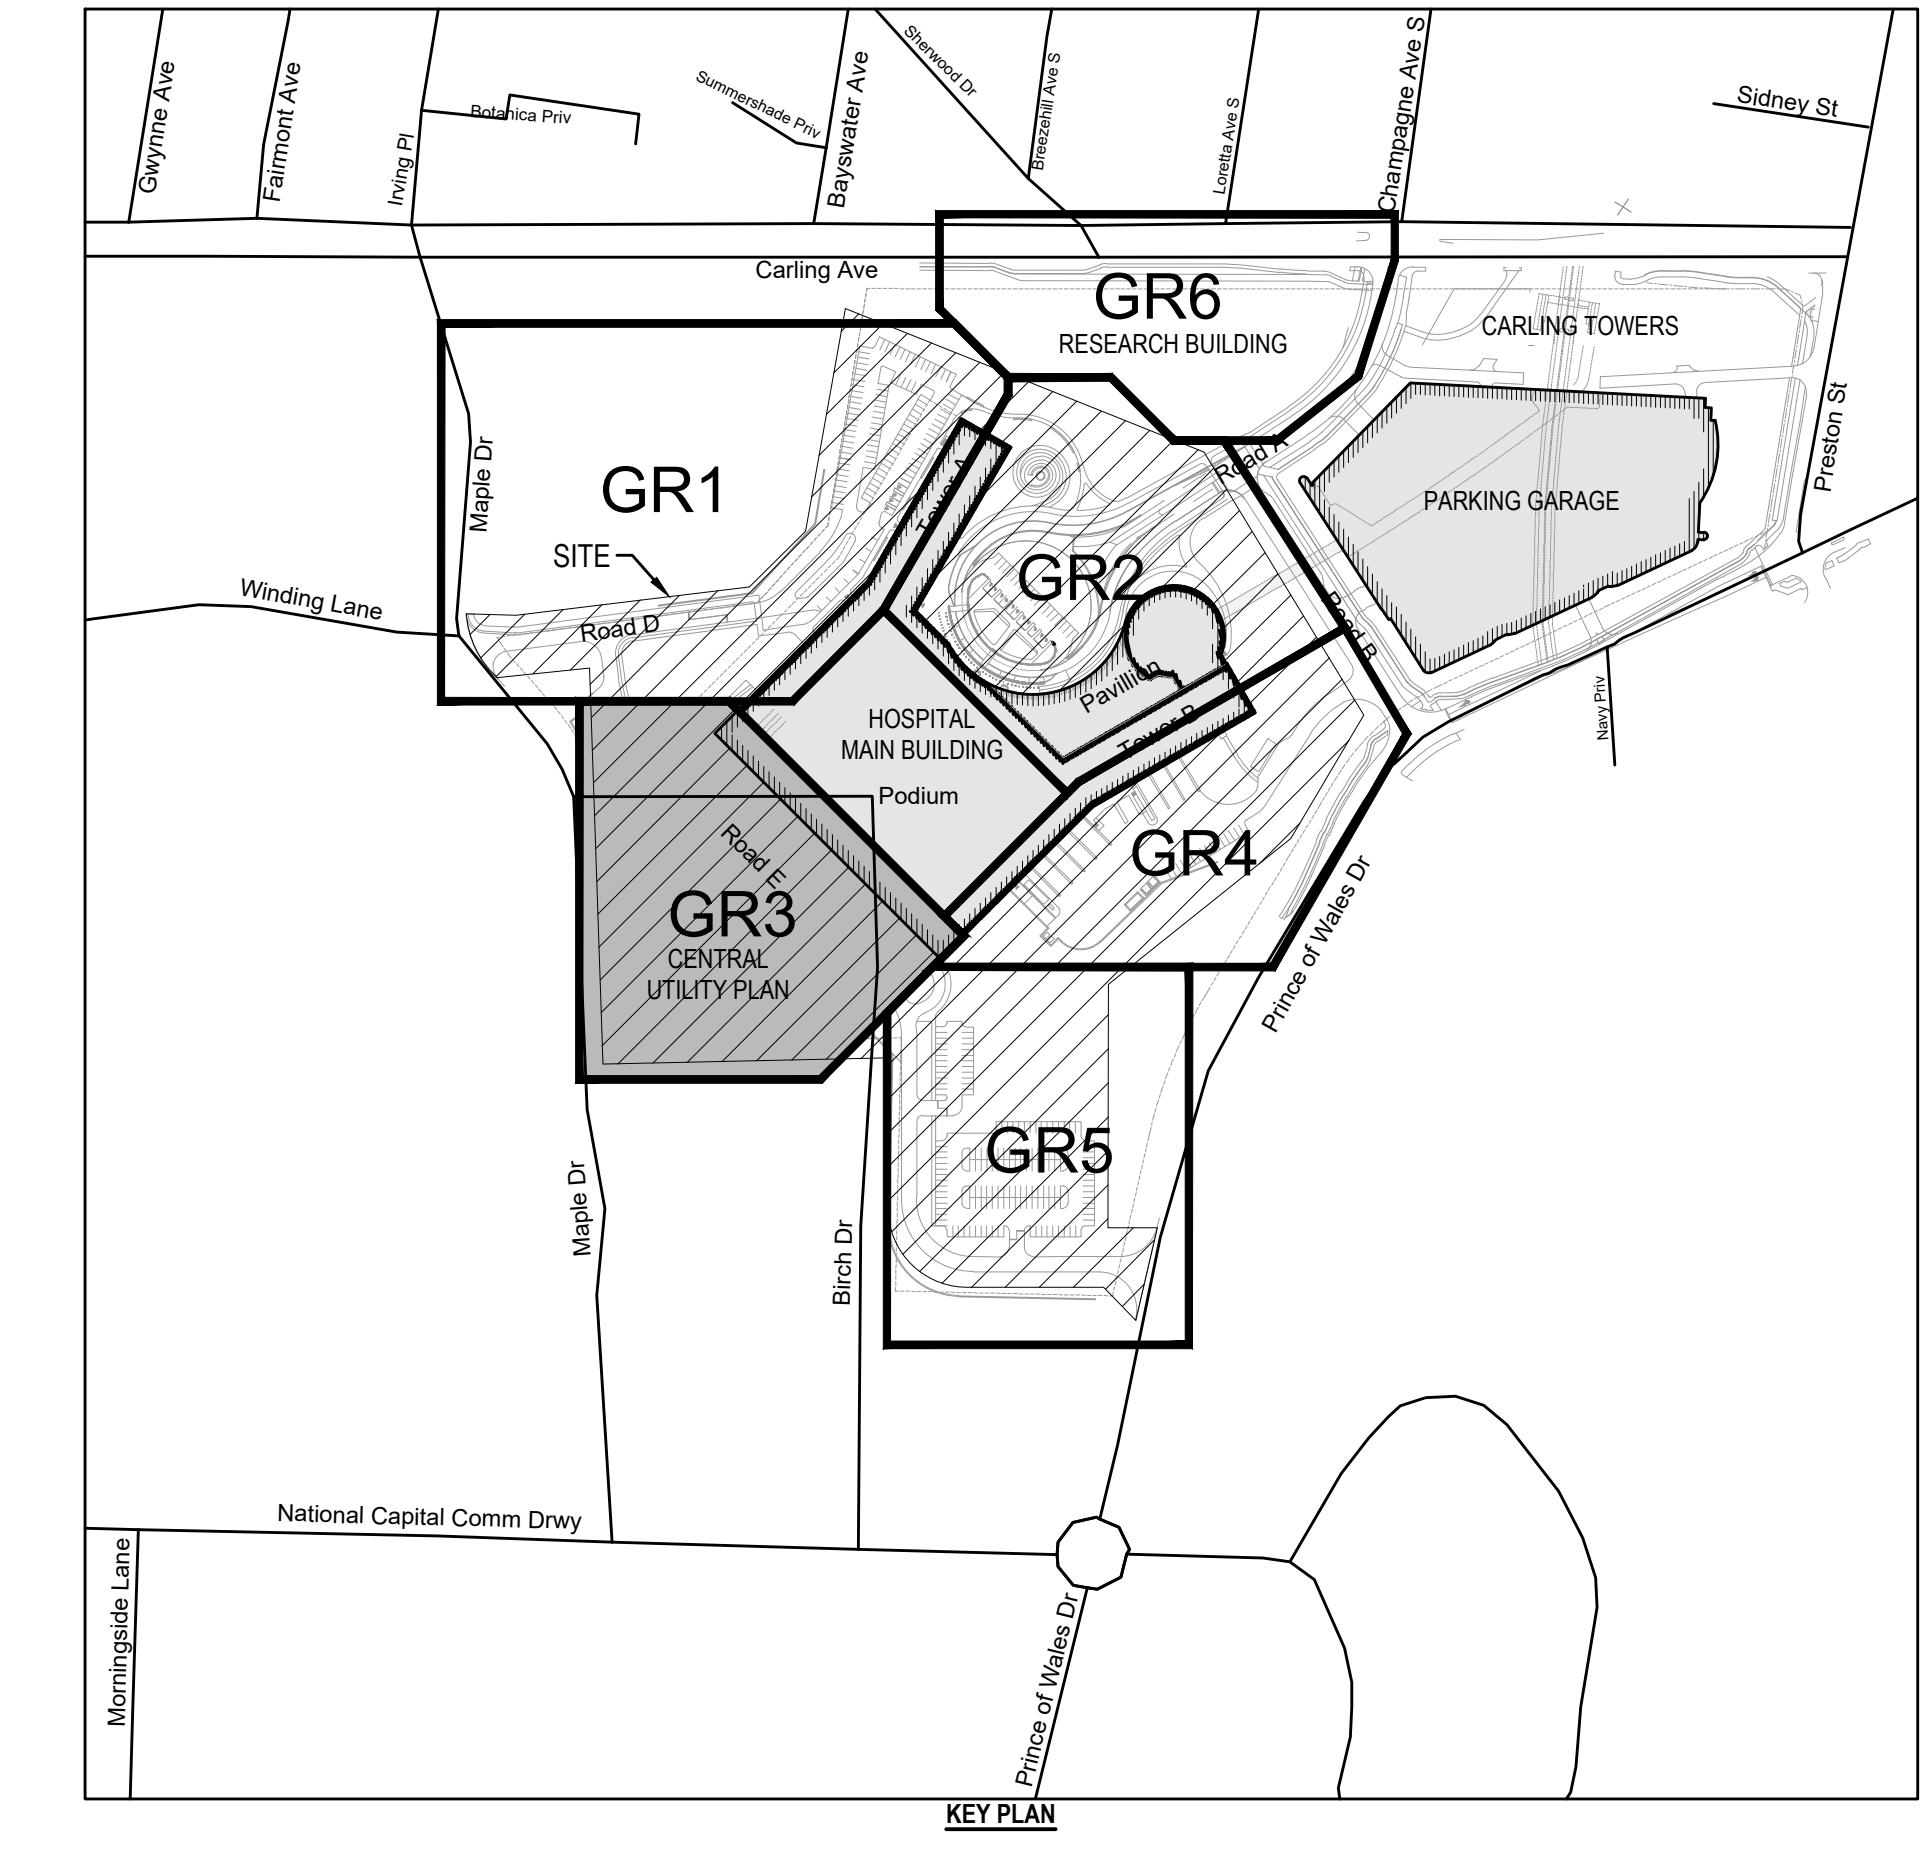 Gwynne Ave
Fairmont Ave
Irving Pl
Botanica Priv
Summershade Priv
Bayswater Ave
Sherwood Dr
Breezehill Ave S
Loretta Ave S
Champagne Ave S
Sidney St
Carling Ave
GR6
RESEARCH BUILDING
CARLING TOWERS
Preston St
Maple Dr
GR1
SITE
Tower A
Road A
PARKING GARAGE
GR2
Winding Lane
Road D
Road B
Pavillion
Tower B
Navy Priv
HOSPITAL
MAIN BUILDING
Podium
Road E
GR4
GR3
CENTRAL
UTILITY PLAN
Prince of Wales Dr
GR5
Maple Dr
Birch Dr
National Capital Comm Drwy
Morningside Lane
Prince of Wales Dr
KEY PLAN